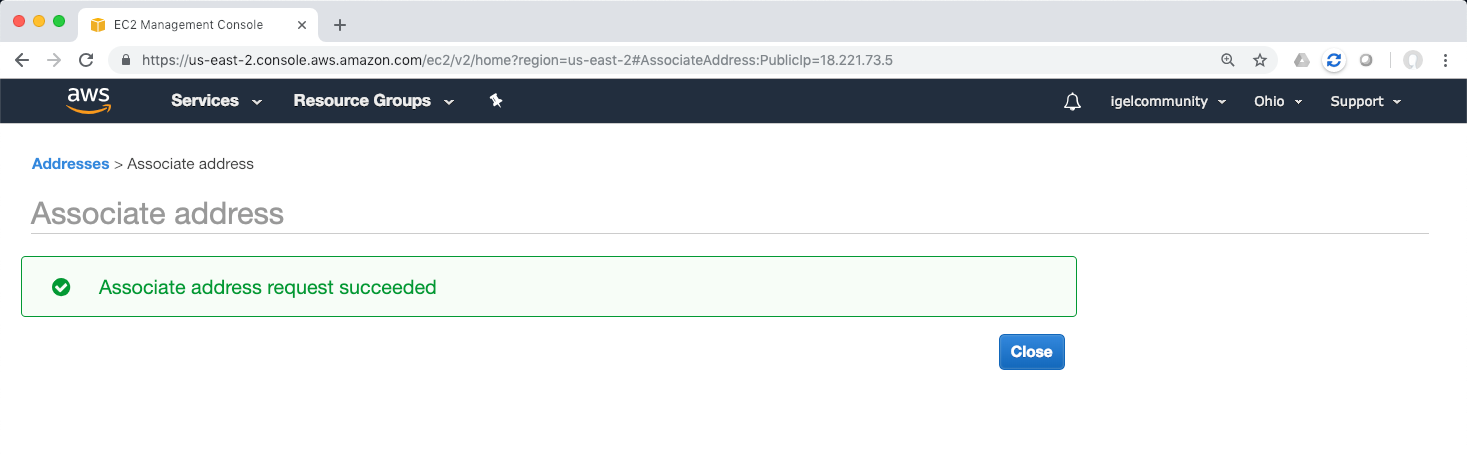 EC2 Management Console
https://us-east-2.console.aws.amazon.com/ec2/v2/home?region=us-east-2#AssociateAddress:PublicIp=18.221.73.5
aws Services Resource Groups igelcommunity Ohio Support
Addresses > Associate address
Associate address
Associate address request succeeded
Close